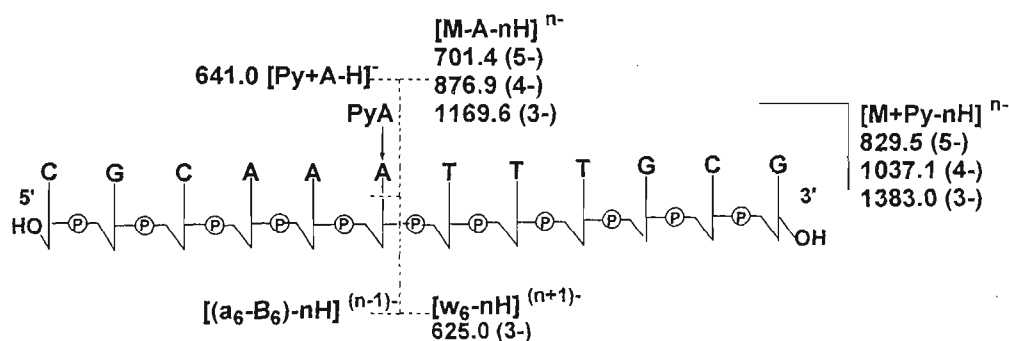 [M-A-nH] n-
701.4 (5-)
641.0 [Py+A-H]-
876.9 (4-)
1169.6 (3-)
PyA
[M+Py-nH] n-
829.5 (5-)
1037.1 (4-)
1383.0 (3-)
C G C A A A A T T T G C G
5' 3'
HO P P P P P P P P P P P OH
[(a6-B6)-nH] (n-1)-
[w6-nH] (n+1)-
625.0 (3-)